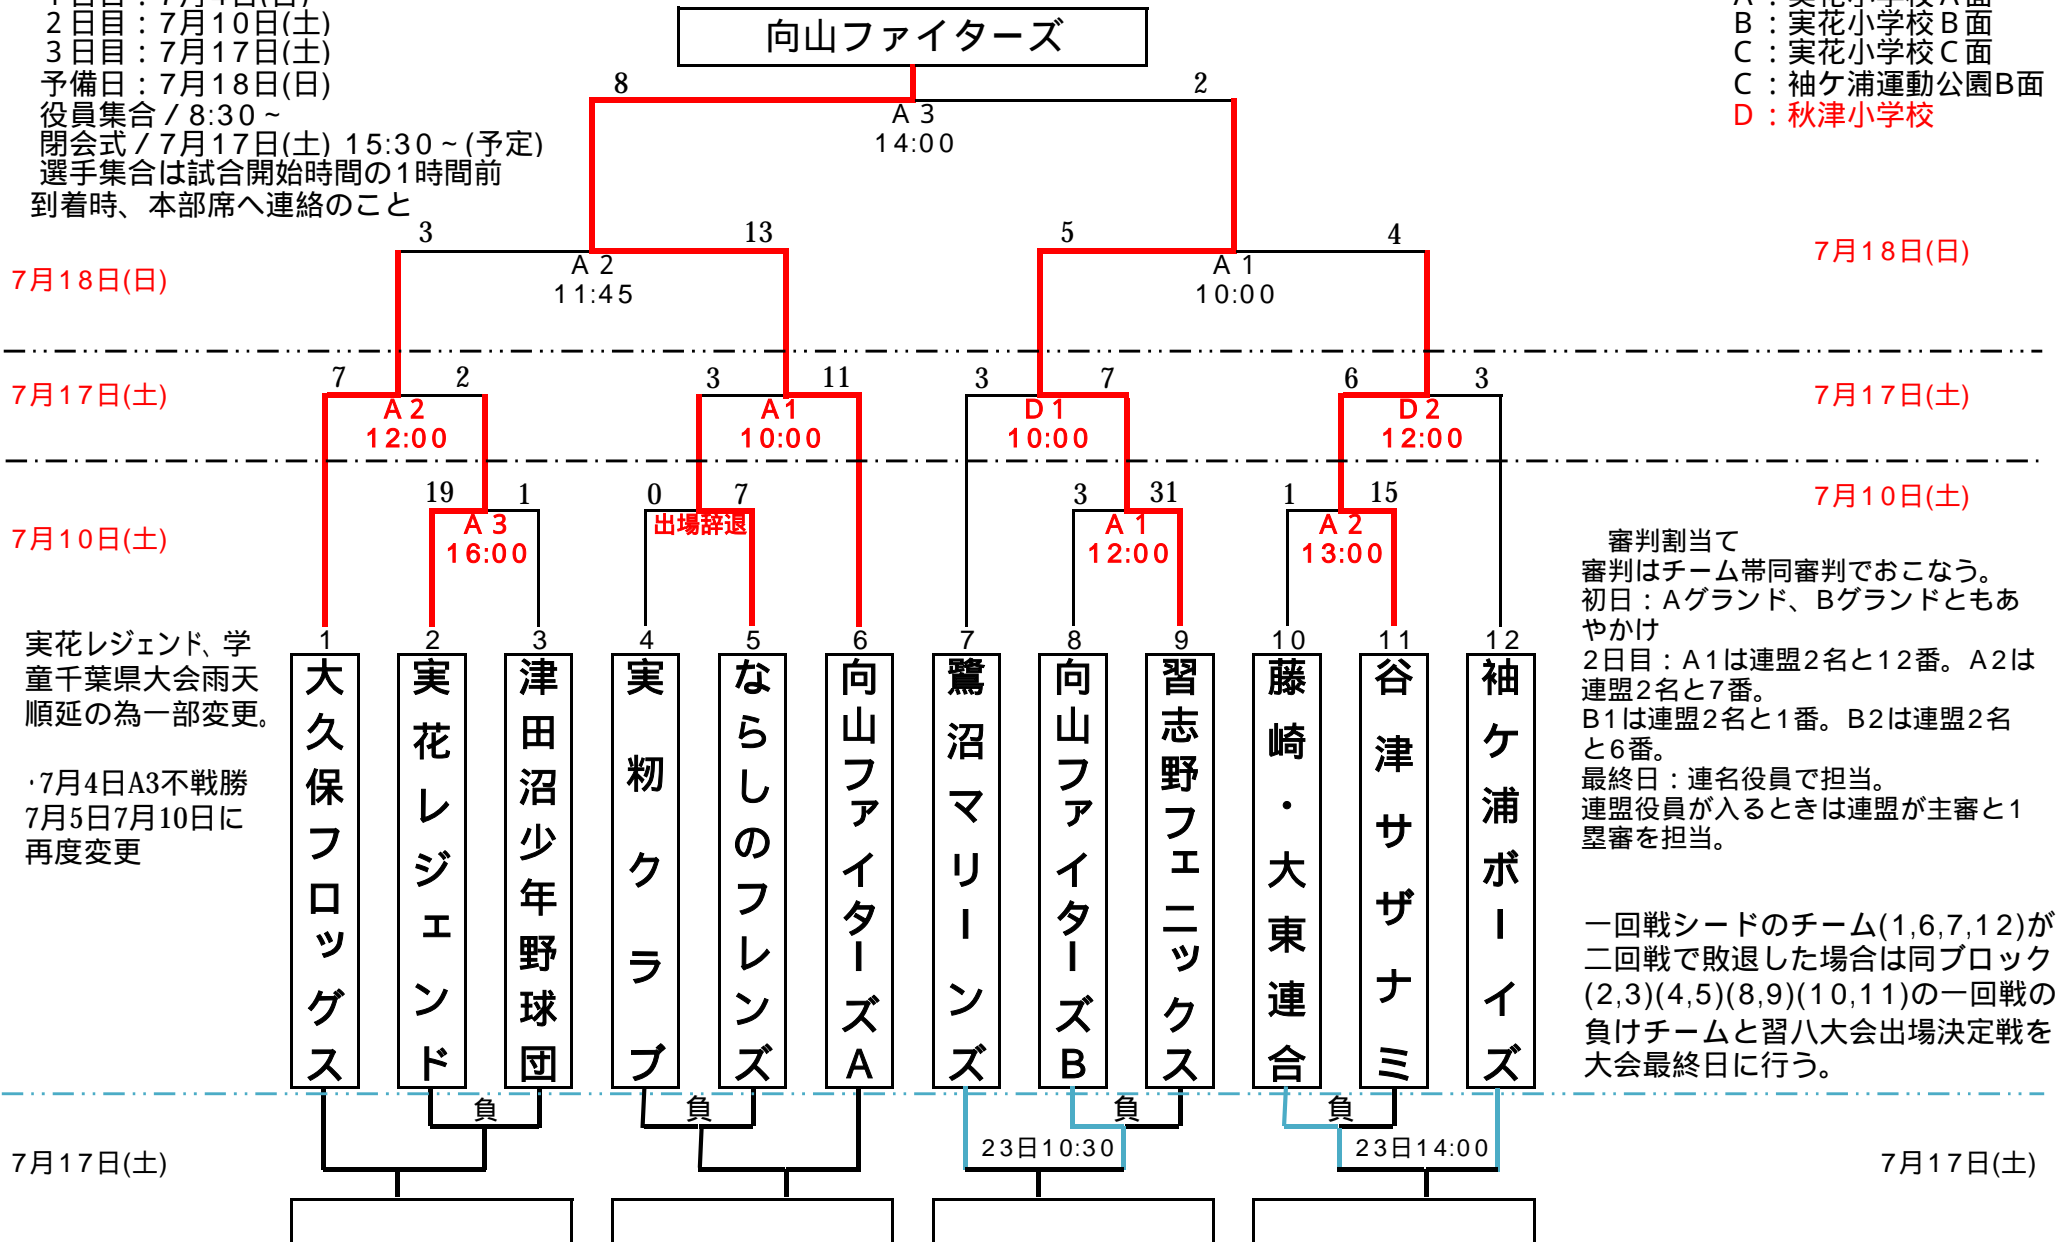 1日目：7月4日(日)
2日目：7月10日(土)
3日目：7月17日(土)
予備日：7月18日(日)
役員集合／8:30～
閉会式／7月17日(土) 15:30～(予定)
選手集合は試合開始時間の1時間前
到着時、本部席へ連絡のこと
向山ファイターズ
A：実花小学校A面
B：実花小学校B面
C：実花小学校C面
C：袖ケ浦運動公園B面
D：秋津小学校
8
2
A3
14:00
3
13
5
4
A2
11:45
A1
10:00
7月18日(日)
7月18日(日)
7月17日(土)
7
2
3
11
3
7
6
3
7月17日(土)
A2
12:00
A1
10:00
D1
10:00
D2
12:00
7月10日(土)
19
1
0
7
3
31
1
15
7月10日(土)
A3
16:00
出場辞退
A1
12:00
A2
13:00
実花レジェンド、学
童千葉県大会雨天
順延の為一部変更。
・7月4日A3不戦勝
7月5日7月10日に
再度変更
1
2
3
4
5
6
7
8
9
10
11
12
大久保フロッグス
実花レジェンド
津田沼少年野球団
実籾クラブ
ならしのフレンズ
向山ファイターズA
鷺沼マリーンズ
向山ファイターズB
習志野フェニックス
藤崎・大東連合
谷津サザナミ
袖ケ浦ボーイズ
審判割当て
審判はチーム帯同審判でおこなう。
初日：Aグランド、Bグランドともあ
やかけ
2日目：A1は連盟2名と12番。A2は
連盟2名と7番。
B1は連盟2名と1番。B2は連盟2名
と6番。
最終日：連名役員で担当。
連盟役員が入るときは連盟が主審と1
塁審を担当。
一回戦シードのチーム(1,6,7,12)が
二回戦で敗退した場合は同ブロック
(2,3)(4,5)(8,9)(10,11)の一回戦の
負けチームと習八大会出場決定戦を
大会最終日に行う。
負
負
負
負
23日10:30
23日14:00
7月17日(土)
7月17日(土)